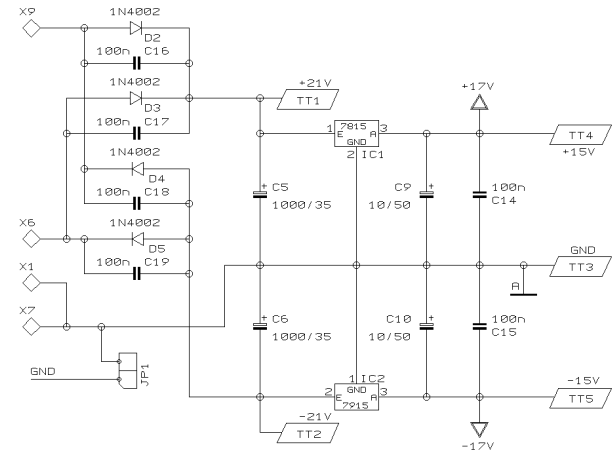 X9
1N4002
D2
100n C16
1N4002
D3
100n C17
1N4002
D4
100n C18
X6
1N4002
D5
100n C19
X1
X7
GND
JP1
+21V
TT1
1 7815 3
E A
GND
2 IC1
+17V
TT4
+15V
+ C5
1000/35
C9 +
10/50
100n
C14
GND
TT3
A
+ C6
1000/35
C10 +
10/50
100n
C15
1 IC2
2 GND 3
E A
7915
-21V
TT2
-15V
TT5
-17V